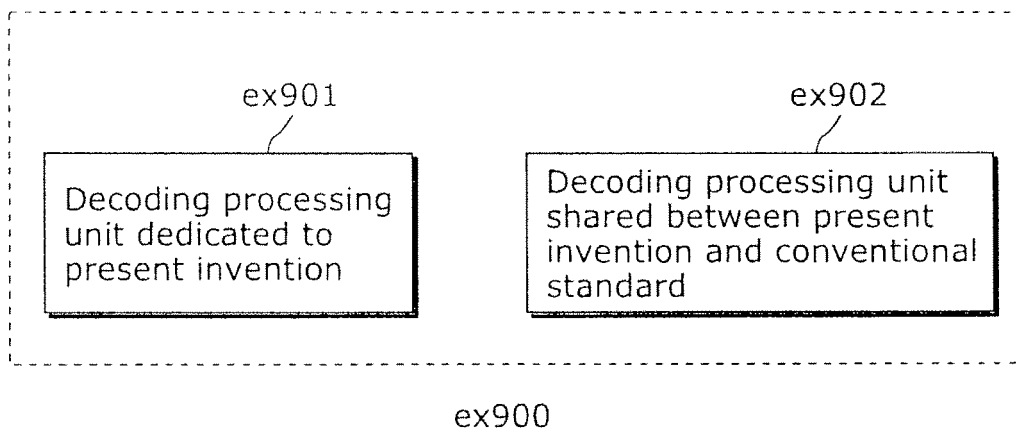 ex901
ex902
Decoding processing
unit dedicated to
present invention
Decoding processing unit
shared between present
invention and conventional
standard
ex900